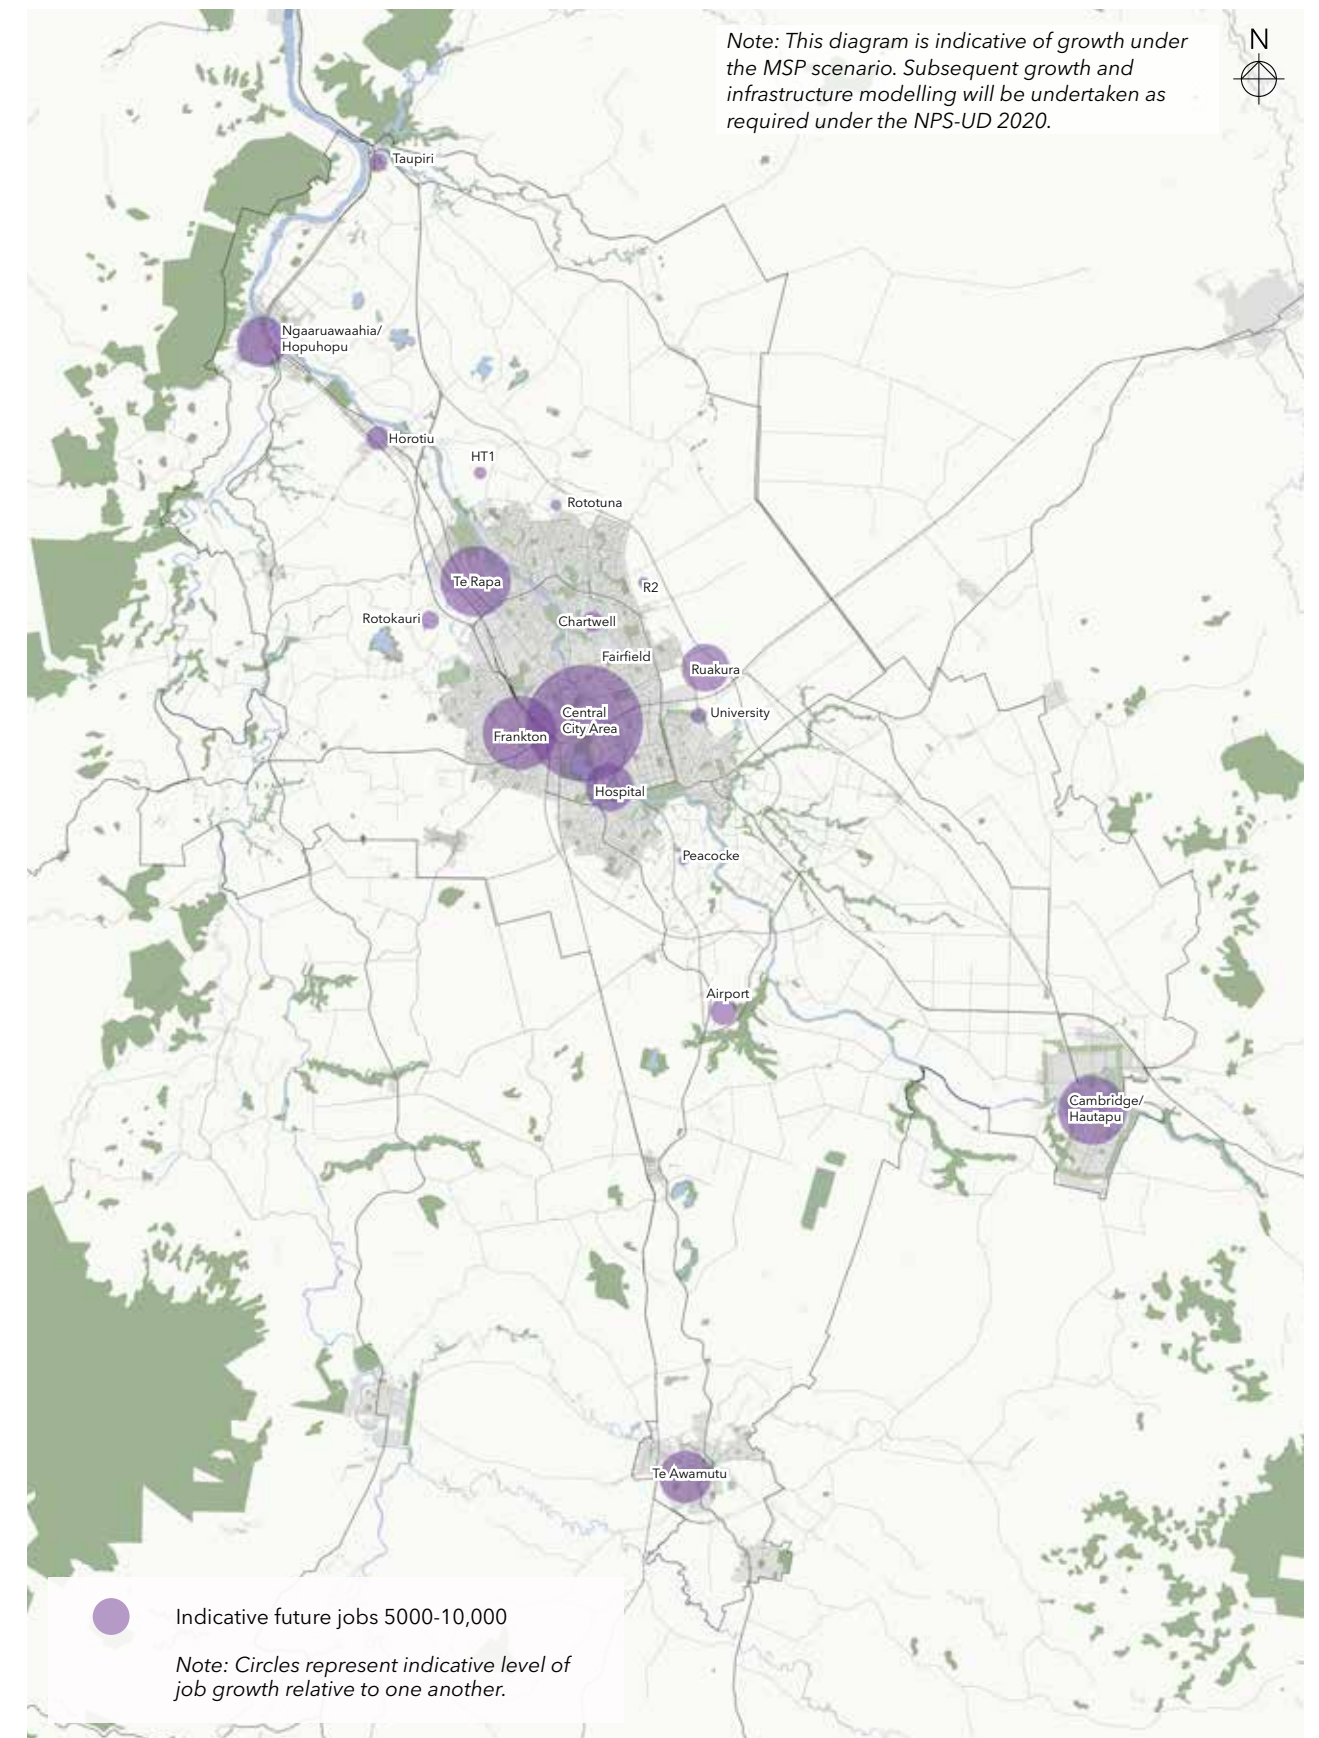 Note: This diagram is indicative of growth under
the MSP scenario. Subsequent growth and
infrastructure modelling will be undertaken as
required under the NPS-UD 2020.
N
Taupiri
Ngaaruawaahia/
Hopuhopu
Horotiu
HT1
Rototuna
Te Rapa
R2
Rotokauri
Chartwell
Fairfield
Ruakura
Central
City Area
University
Frankton
Hospital
Peacocke
Airport
Cambridge/
Hautapu
Te Awamutu
Indicative future jobs 5000-10,000
Note: Circles represent indicative level of
job growth relative to one another.